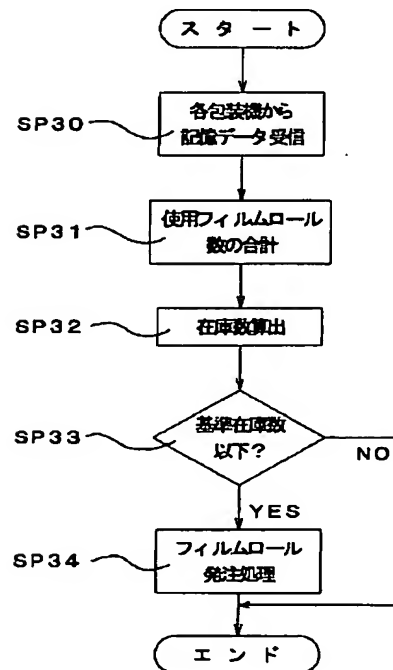 スタート
SP30
各包装機から
記憶データ受信
SP31
使用フィルムロール
数の合計
SP32
在庫数算出
SP33
基準在庫数
以下?
NO
YES
SP34
フィルムロール
発注処理
エンド